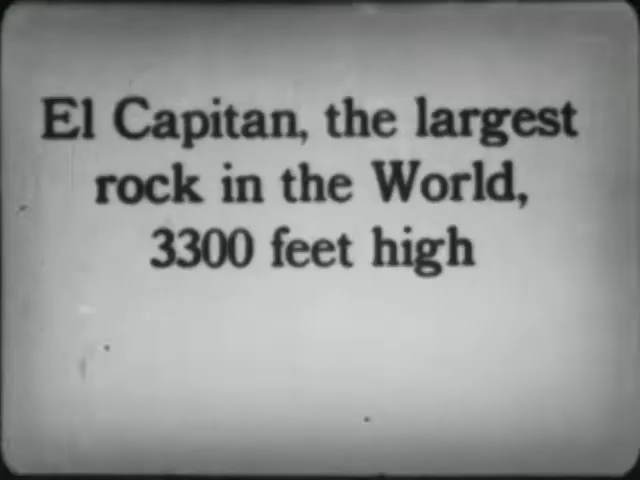 El Capitan, the largest
rock in the World,
3300 feet high